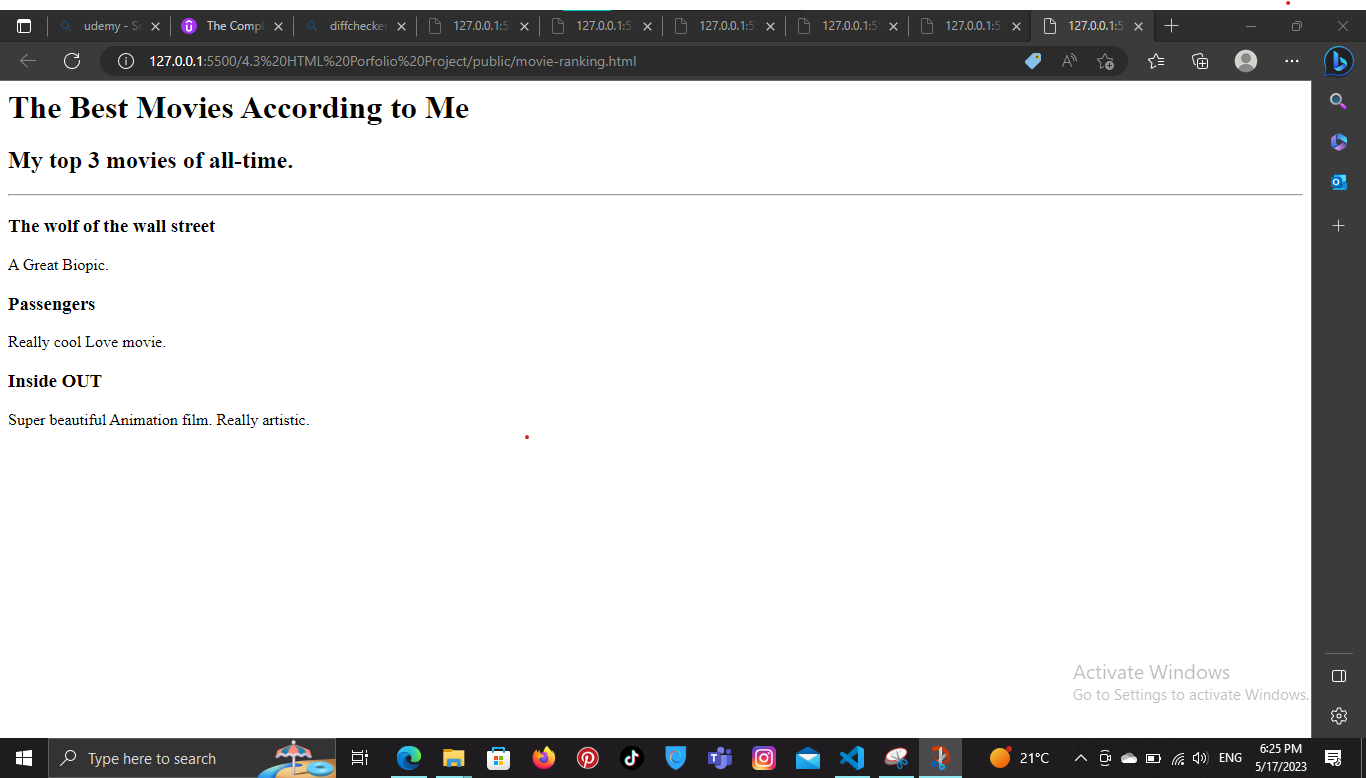 udemy - Se
The Compl
diffchecker
127.0.0.1:5
127.0.0.1:5
127.0.0.1:5
127.0.0.1:5
127.0.0.1:5
127.0.0.1:5
127.0.0.1:5500/4.3%20HTML%20Porfolio%20Project/public/movie-ranking.html
The Best Movies According to Me
My top 3 movies of all-time.
The wolf of the wall street
A Great Biopic.
Passengers
Really cool Love movie.
Inside OUT
Super beautiful Animation film. Really artistic.
Activate Windows
Go to Settings to activate Windows.
Type here to search
21°C
ENG
6:25 PM
5/17/2023